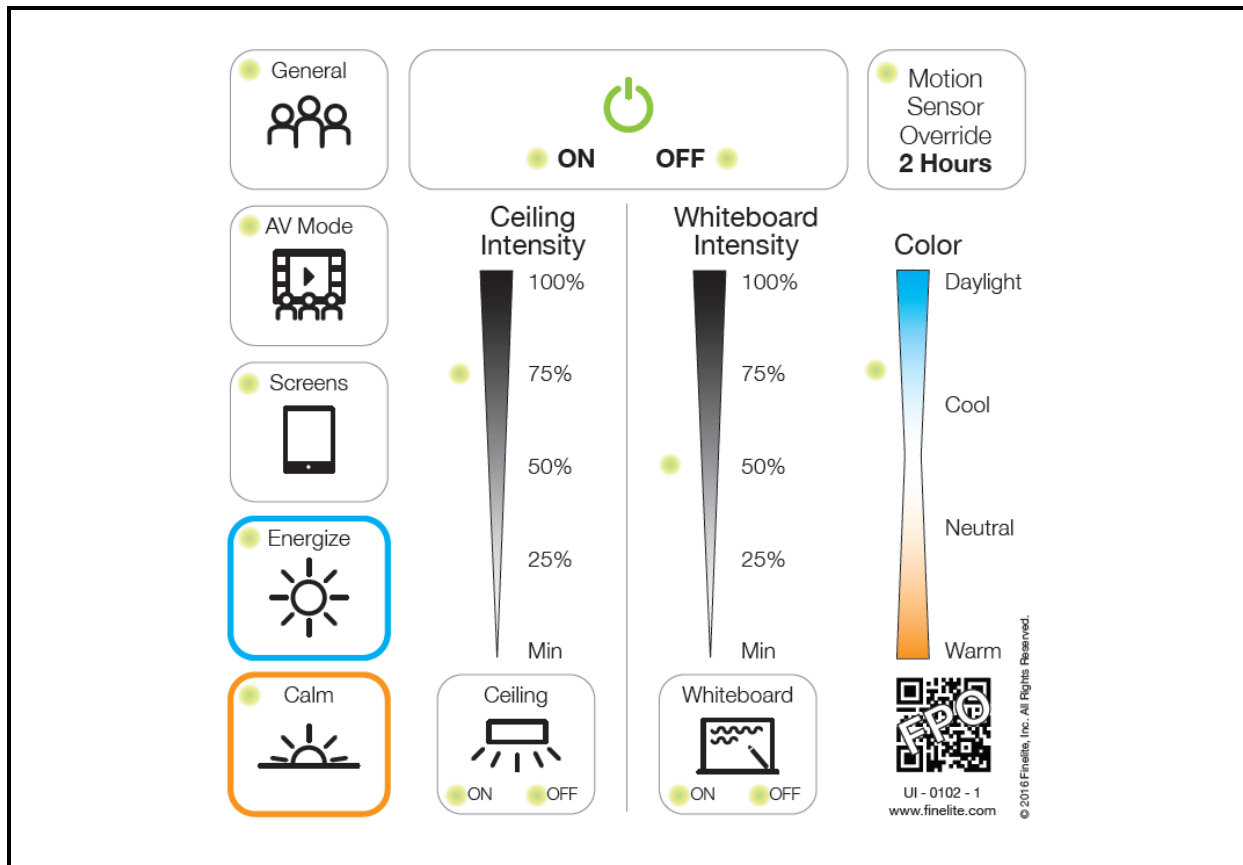 General
ON OFF
Motion
Sensor
Override
2 Hours
AV Mode
Screens
Energize
Calm
Ceiling
Intensity
100%
75%
50%
25%
Min
Ceiling
ON OFF
Whiteboard
Intensity
100%
75%
50%
25%
Min
Whiteboard
ON OFF
Color
Daylight
Cool
Neutral
Warm
FPO
UI - 0102 - 1
www.finelite.com
© 2016 Finelite, Inc. All Rights Reserved.